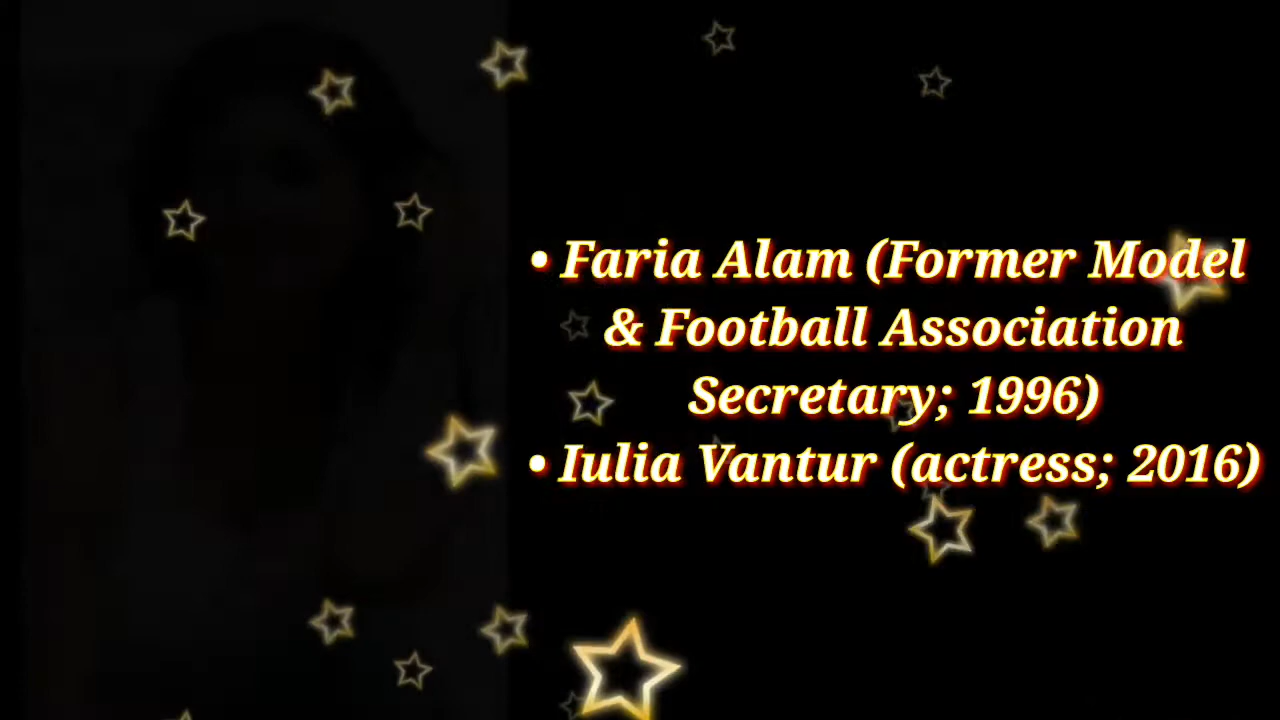 • Faria Alam (Former Model
& Football Association
Secretary; 1996)
• Iulia Vantur (actress; 2016)